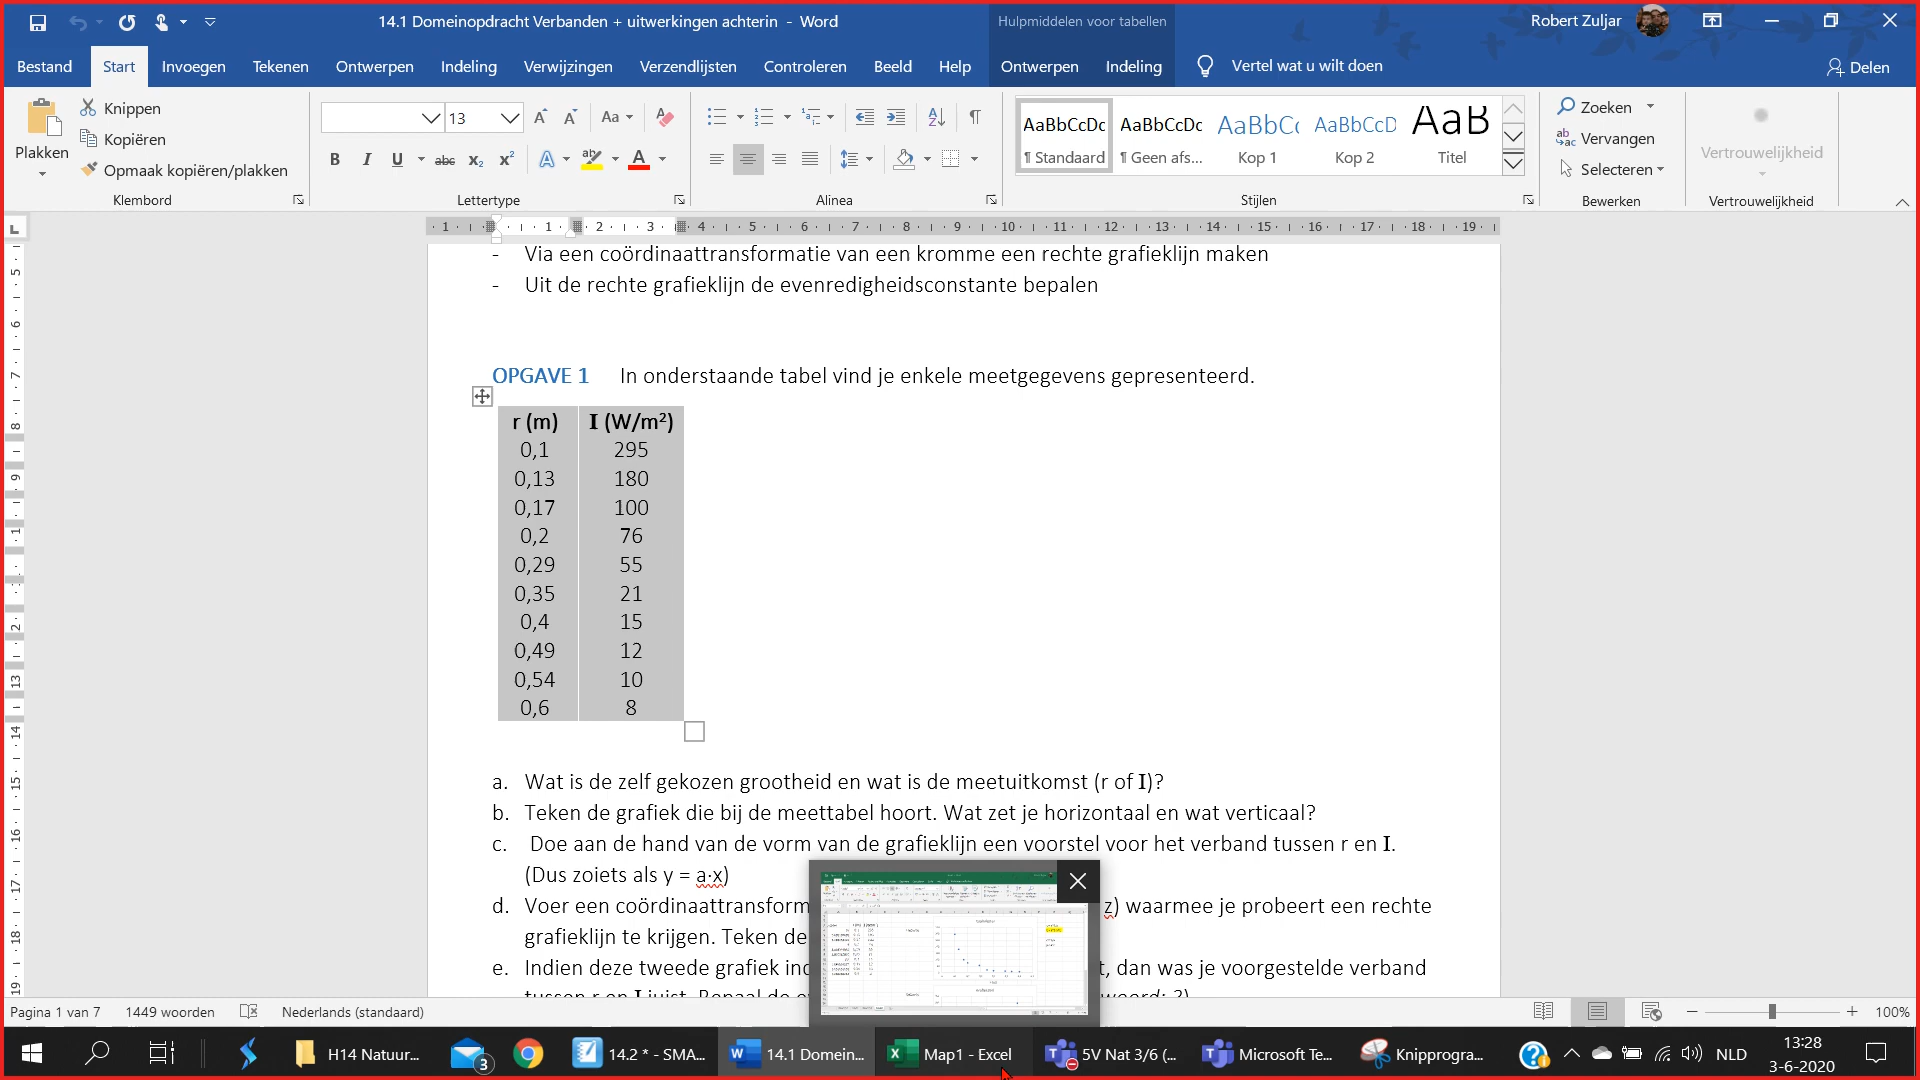 14.1 Domeinopdracht Verbanden + uitwerkingen achterin - Word
Hulpmiddelen voor tabellen
Robert Zuljar
Bestand Start Invoegen Tekenen Ontwerpen Indeling Verwijzingen Verzendlijsten Controleren Beeld Help Ontwerpen Indeling Vertel wat u wilt doen Delen
Plakken
Knippen
Kopiëren
Opmaak kopiëren/plakken
Klembord
13
Lettertype
Alinea
AaBbCcDc
¶ Standaard
AaBbCcDc
¶ Geen afs...
AaBbCc
Kop 1
AaBbCcD
Kop 2
AaB
Titel
Stijlen
Zoeken
Vervangen
Selecteren
Bewerken
Vertrouwelijkheid
Vertrouwelijkheid
- Via een coördinaattransformatie van een kromme een rechte grafieklijn maken
- Uit de rechte grafieklijn de evenredigheidsconstante bepalen
OPGAVE 1 In onderstaande tabel vind je enkele meetgegevens gepresenteerd.
r (m) I (W/m²)
0,1 295
0,13 180
0,17 100
0,2 76
0,29 55
0,35 21
0,4 15
0,49 12
0,54 10
0,6 8
a. Wat is de zelf gekozen grootheid en wat is de meetuitkomst (r of I)?
b. Teken de grafiek die bij de meettabel hoort. Wat zet je horizontaal en wat verticaal?
c. Doe aan de hand van de vorm van de grafieklijn een voorstel voor het verband tussen r en I.
(Dus zoiets als y = a·x)
d. Voer een coördinaattransform z) waarmee je probeert een rechte
grafieklijn te krijgen. Teken de
e. Indien deze tweede grafiek ind t, dan was je voorgestelde verband
tussen r en I juist. Bepaal de
Pagina 1 van 7 1449 woorden Nederlands (standaard) 100%
H14 Natuur... 3 14.2 * - SMA... 14.1 Domein... Map1 - Excel 5V Nat 3/6 (... Microsoft Te... Knipprogra... NLD 13:28
3-6-2020